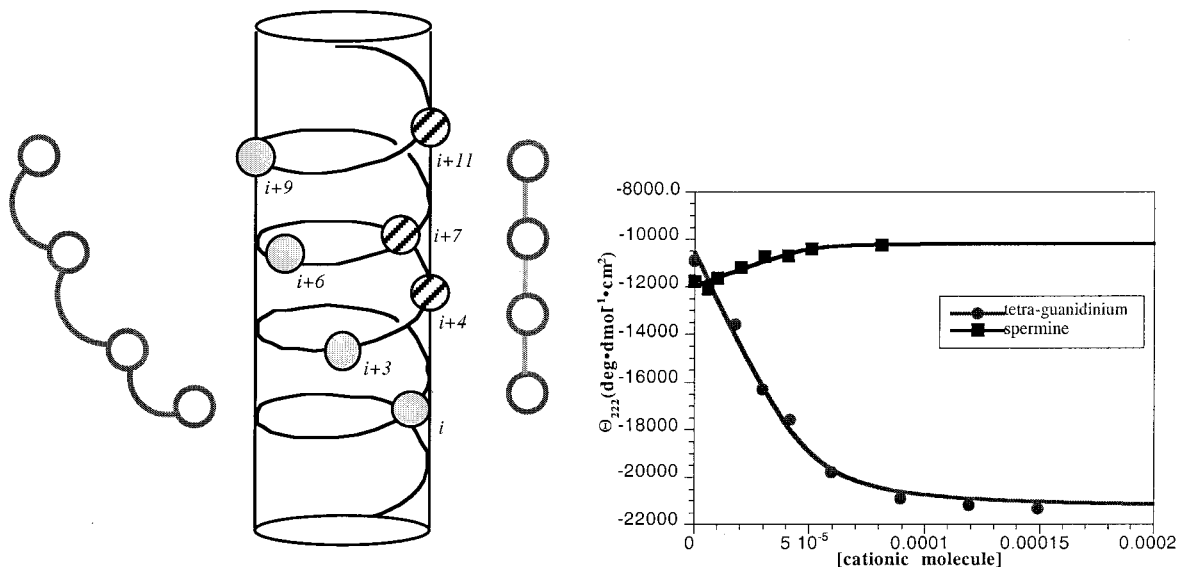 i+11
i+9
i+7
i+6
i+4
i+3
i
-8000.0
-10000
-12000
-14000
-16000
-18000
-20000
-22000
Θ222(deg•dmol-1•cm2)
tetra-guanidinium
spermine
0
5 10-5
0.0001
0.00015
0.0002
[cationic molecule]